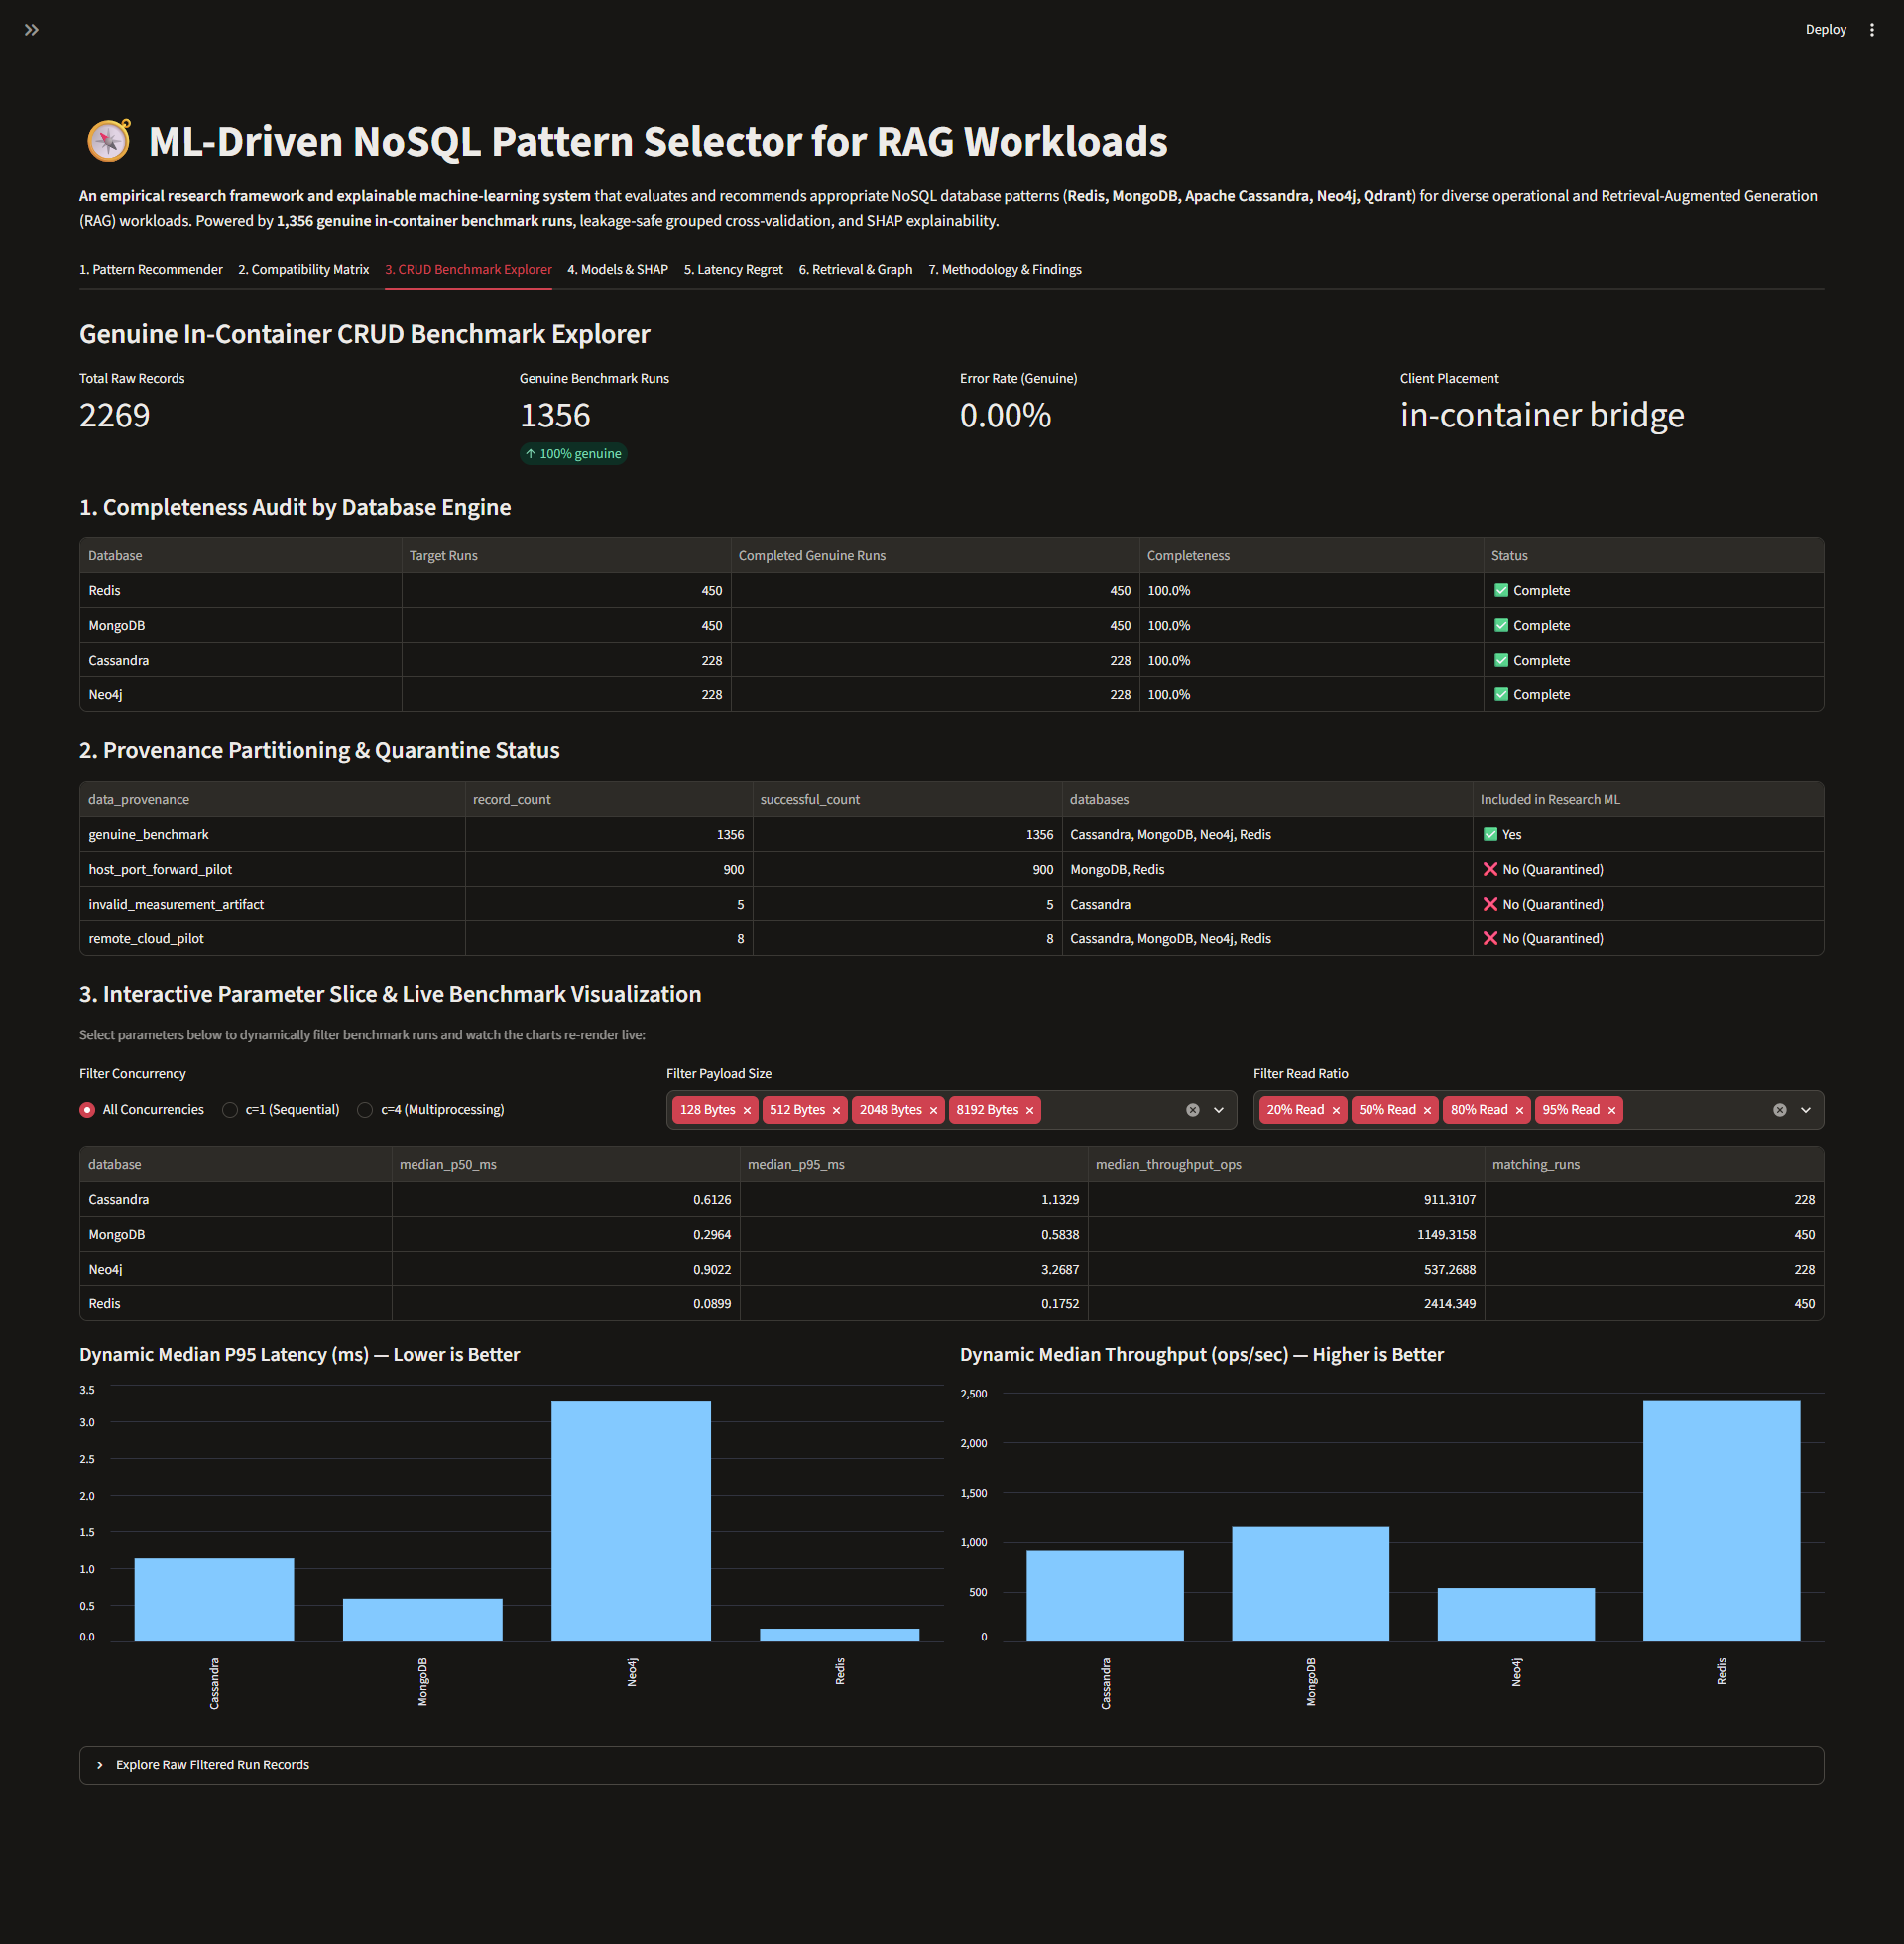 Deploy
ML-Driven NoSQL Pattern Selector for RAG Workloads
An empirical research framework and explainable machine-learning system that evaluates and recommends appropriate NoSQL database patterns (Redis, MongoDB, Apache Cassandra, Neo4j, Qdrant) for diverse operational and Retrieval-Augmented Generation
(RAG) workloads. Powered by 1,356 genuine in-container benchmark runs, leakage-safe grouped cross-validation, and SHAP explainability.
1. Pattern Recommender 2. Compatibility Matrix 3. CRUD Benchmark Explorer 4. Models & SHAP 5. Latency Regret 6. Retrieval & Graph 7. Methodology & Findings
Genuine In-Container CRUD Benchmark Explorer
Total Raw Records Genuine Benchmark Runs Error Rate (Genuine) Client Placement
2269 1356 0.00% in-container bridge
↑ 100% genuine
1. Completeness Audit by Database Engine
Database Target Runs Completed Genuine Runs Completeness Status
Redis 450 450 100.0% ✅ Complete
MongoDB 450 450 100.0% ✅ Complete
Cassandra 228 228 100.0% ✅ Complete
Neo4j 228 228 100.0% ✅ Complete
2. Provenance Partitioning & Quarantine Status
data_provenance record_count successful_count databases Included in Research ML
genuine_benchmark 1356 1356 Cassandra, MongoDB, Neo4j, Redis ✅ Yes
host_port_forward_pilot 900 900 MongoDB, Redis ❌ No (Quarantined)
invalid_measurement_artifact 5 5 Cassandra ❌ No (Quarantined)
remote_cloud_pilot 8 8 Cassandra, MongoDB, Neo4j, Redis ❌ No (Quarantined)
3. Interactive Parameter Slice & Live Benchmark Visualization
Select parameters below to dynamically filter benchmark runs and watch the charts re-render live:
Filter Concurrency Filter Payload Size Filter Read Ratio
All Concurrencies c=1 (Sequential) c=4 (Multiprocessing) 128 Bytes × 512 Bytes × 2048 Bytes × 8192 Bytes × 20% Read × 50% Read × 80% Read × 95% Read ×
database median_p50_ms median_p95_ms median_throughput_ops matching_runs
Cassandra 0.6126 1.1329 911.3107 228
MongoDB 0.2964 0.5838 1149.3158 450
Neo4j 0.9022 3.2687 537.2688 228
Redis 0.0899 0.1752 2414.349 450
Dynamic Median P95 Latency (ms) — Lower is Better
3.5
3.0
2.5
2.0
1.5
1.0
0.5
0.0
Cassandra MongoDB Neo4j Redis
Dynamic Median Throughput (ops/sec) — Higher is Better
2,500
2,000
1,500
1,000
500
0
Cassandra MongoDB Neo4j Redis
Explore Raw Filtered Run Records